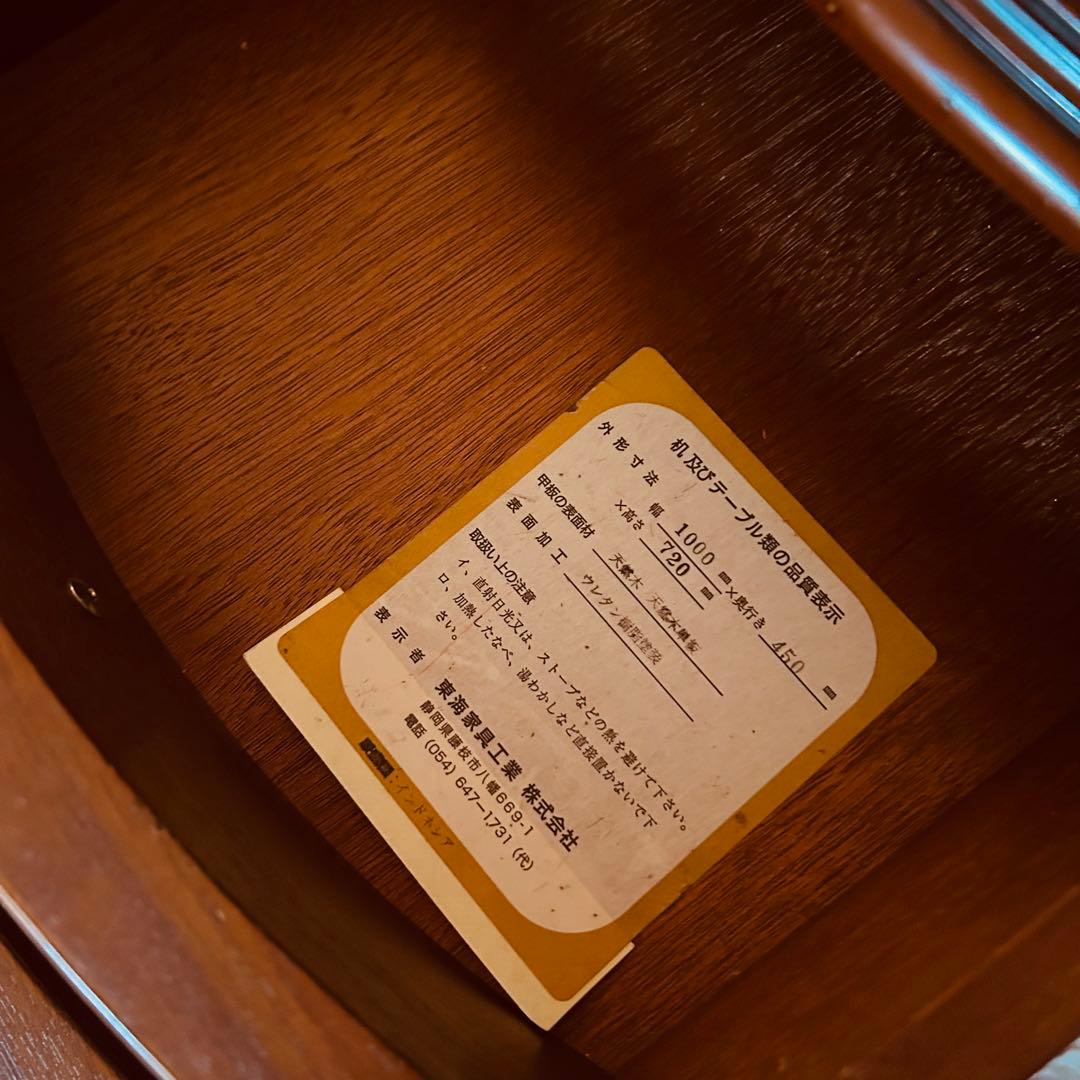 机及びテーブル類の品質表示
外形寸法 幅 1000 ㎜×奥行き 450 ㎜
×高さ 720 ㎜
甲板の表面材 天然木 天然木単板
表面加工 ウレタン樹脂塗装
取扱い上の注意
イ、直射日光又は、ストーブなどの熱を避けて下さい。
ロ、加熱したなべ、湯わかしなど直接置かないで下
さい。
表示者 東海家具工業 株式会社
静岡県藤枝市八幡669-1
電話 (054) 647-1731 (代)
:インドネシア